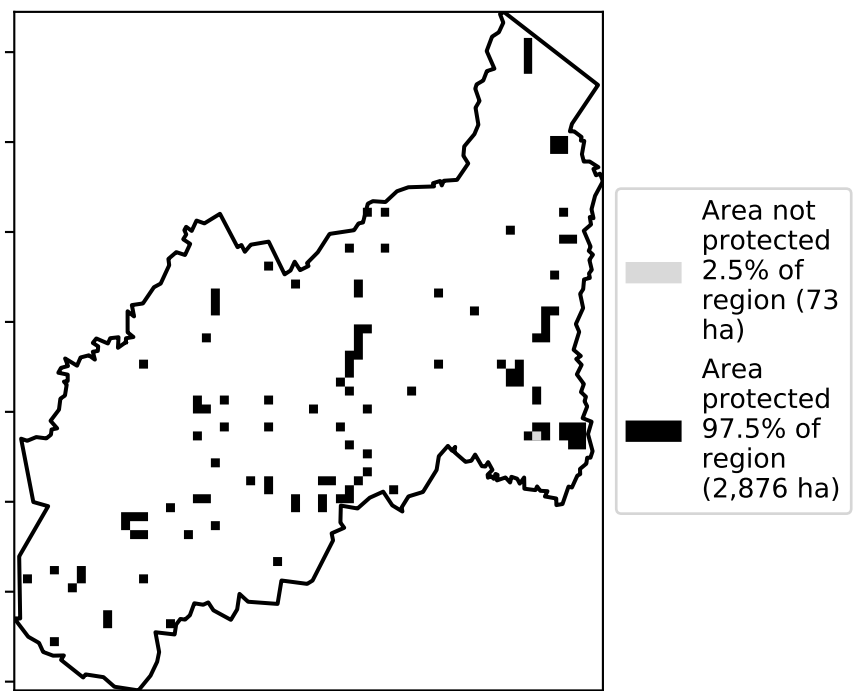 Area not
protected
2.5% of
region (73
ha)
Area
protected
97.5% of
region
(2,876 ha)